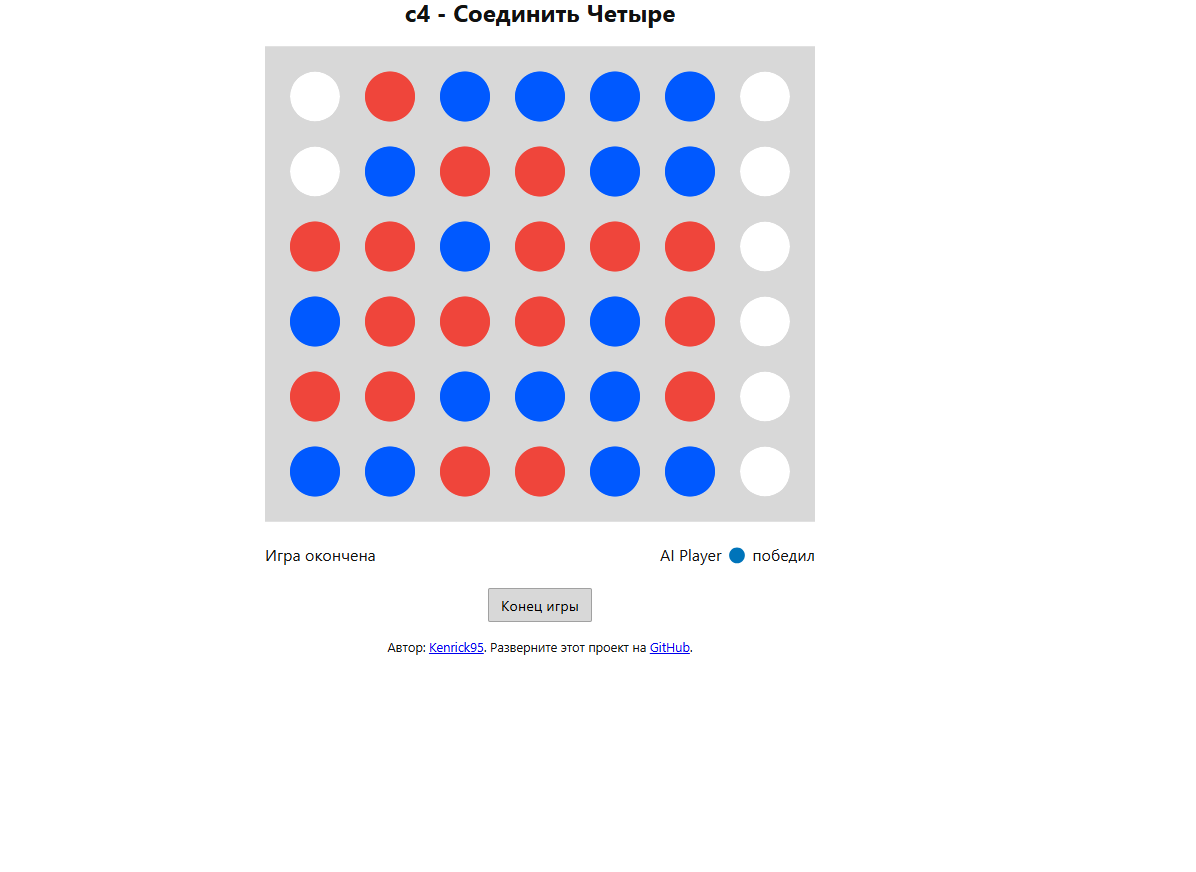 c4 - Соединить Четыре
Игра окончена
AI Player победил
Конец игры
Автор: Kenrick95. Разверните этот проект на GitHub.